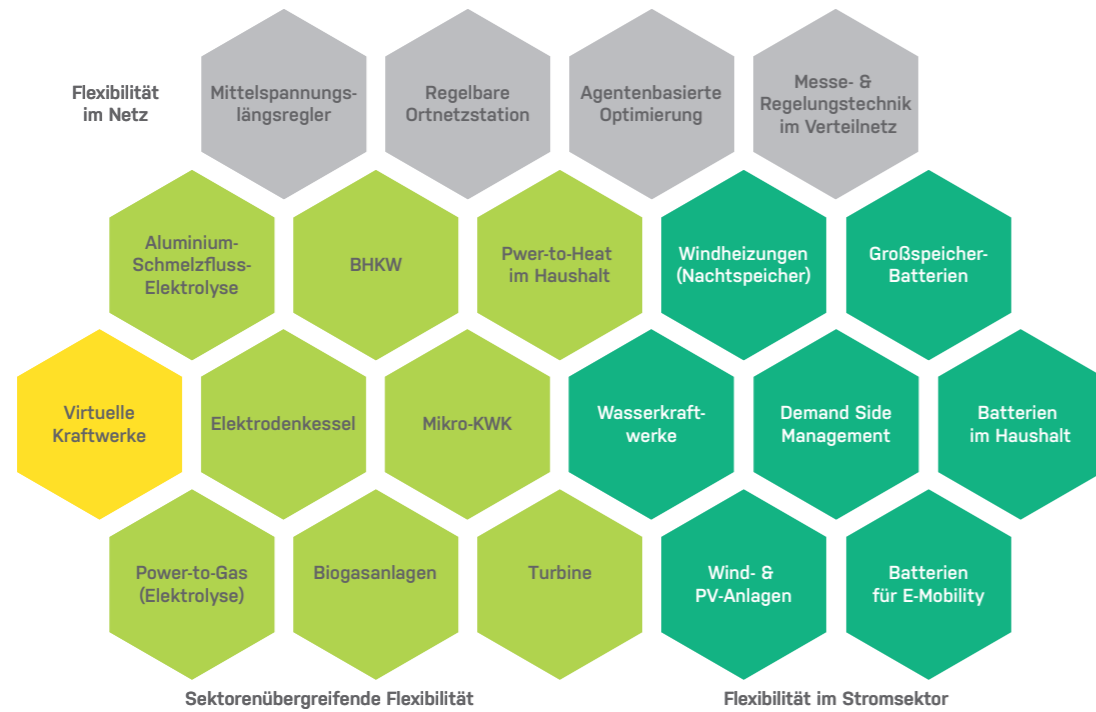 Flexibilität
im Netz
Mittelspannungs-
längsregler
Regelbare
Ortnetzstation
Agentenbasierte
Optimierung
Messe- &
Regelungstechnik
im Verteilnetz
Aluminium-
Schmelzfluss-
Elektrolyse
BHKW
Pwer-to-Heat
im Haushalt
Windheizungen
(Nachtspeicher)
Großspeicher-
Batterien
Virtuelle
Kraftwerke
Elektrodenkessel
Mikro-KWK
Wasserkraft-
werke
Demand Side
Management
Batterien
im Haushalt
Power-to-Gas
(Elektrolyse)
Biogasanlagen
Turbine
Wind- &
PV-Anlagen
Batterien
für E-Mobility
Sektorenübergreifende Flexibilität
Flexibilität im Stromsektor